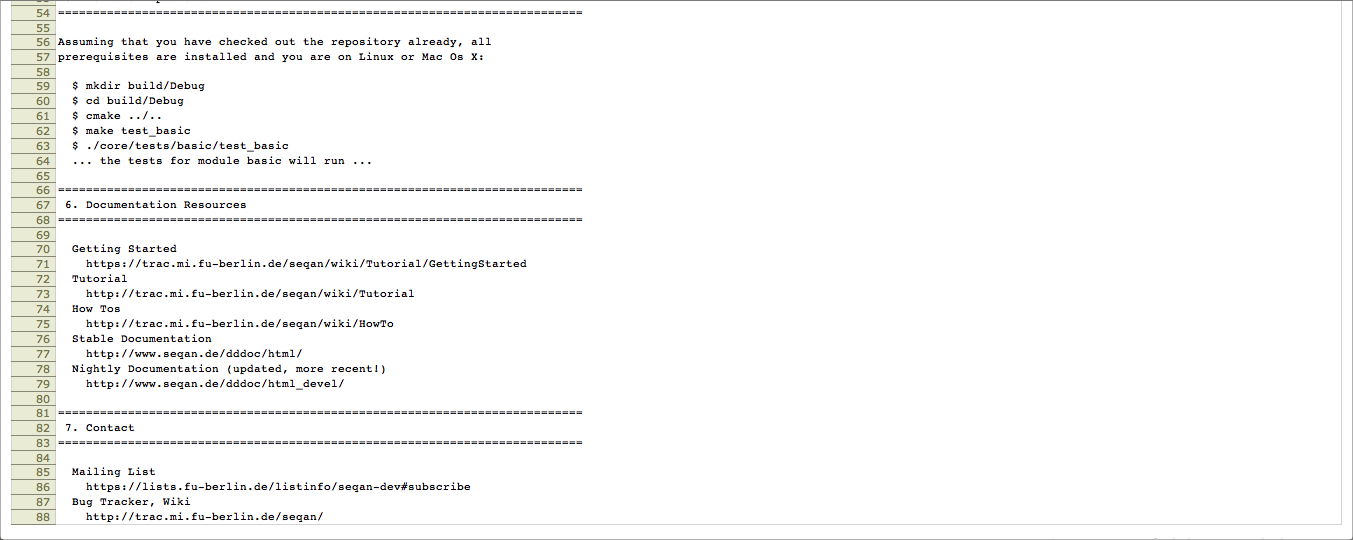 54 ===========================================================================
55
56 Assuming that you have checked out the repository already, all
57 prerequisites are installed and you are on Linux or Mac Os X:
58
59   $ mkdir build/Debug
60   $ cd build/Debug
61   $ cmake ../..
62   $ make test_basic
63   $ ./core/tests/basic/test_basic
64   ... the tests for module basic will run ...
65
66 ===========================================================================
67  6. Documentation Resources
68 ===========================================================================
69
70   Getting Started
71     https://trac.mi.fu-berlin.de/seqan/wiki/Tutorial/GettingStarted
72   Tutorial
73     http://trac.mi.fu-berlin.de/seqan/wiki/Tutorial
74   How Tos
75     http://trac.mi.fu-berlin.de/seqan/wiki/HowTo
76   Stable Documentation
77     http://www.seqan.de/dddoc/html/
78   Nightly Documentation (updated, more recent!)
79     http://www.seqan.de/dddoc/html_devel/
80
81 ===========================================================================
82  7. Contact
83 ===========================================================================
84
85   Mailing List
86     https://lists.fu-berlin.de/listinfo/seqan-dev#subscribe
87   Bug Tracker, Wiki
88     http://trac.mi.fu-berlin.de/seqan/